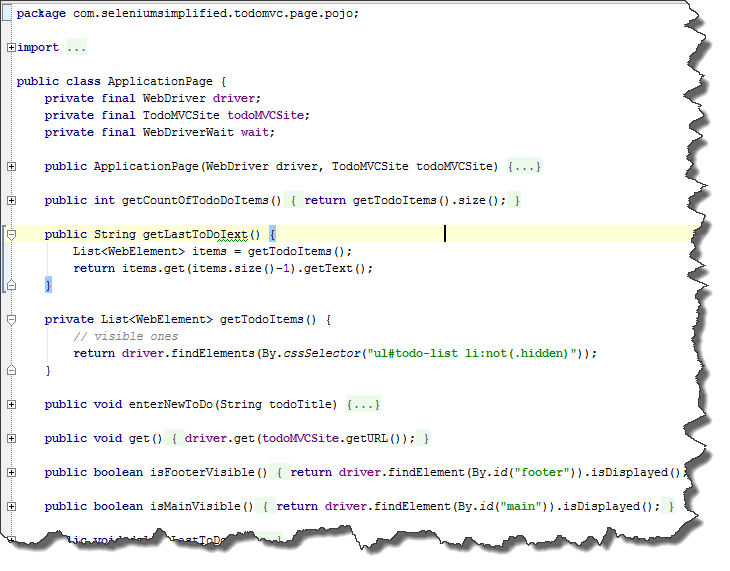 package com.seleniumsimplified.todomvc.page.pojo;
import ...
public class ApplicationPage {
private final WebDriver driver;
private final TodoMVCSite todoMVCSite;
private final WebDriverWait wait;
public ApplicationPage(WebDriver driver, TodoMVCSite todoMVCSite) {...}
public int getCountOfTodoDoItems() { return getTodoItems().size(); }
public String getLastToDoIext() {
List<WebElement> items = getTodoItems();
return items.get(items.size()-1).getText();
}
private List<WebElement> getTodoItems() {
// visible ones
return driver.findElements(By.cssSelector("ul#todo-list li:not(.hidden)"));
}
public void enterNewToDo(String todoTitle) {...}
public void get() { driver.get(todoMVCSite.getURL()); }
public boolean isFooterVisible() { return driver.findElement(By.id("footer")).isDisplayed();
public boolean isMainVisible() { return driver.findElement(By.id("main")).isDisplayed(); }